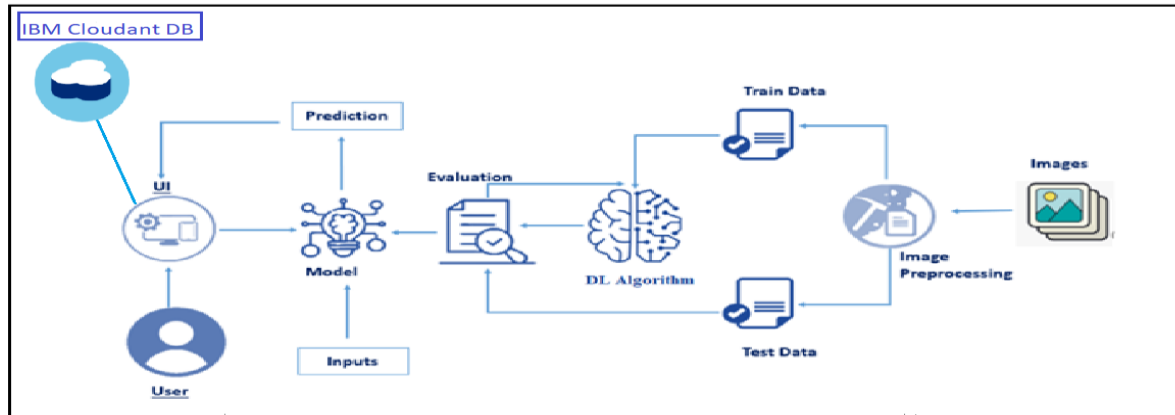 IBM Cloudant DB
Train Data
Prediction
Images
Evaluation
UI
Model
Image
Preprocessing
DL Algorithm
Inputs
Test Data
User